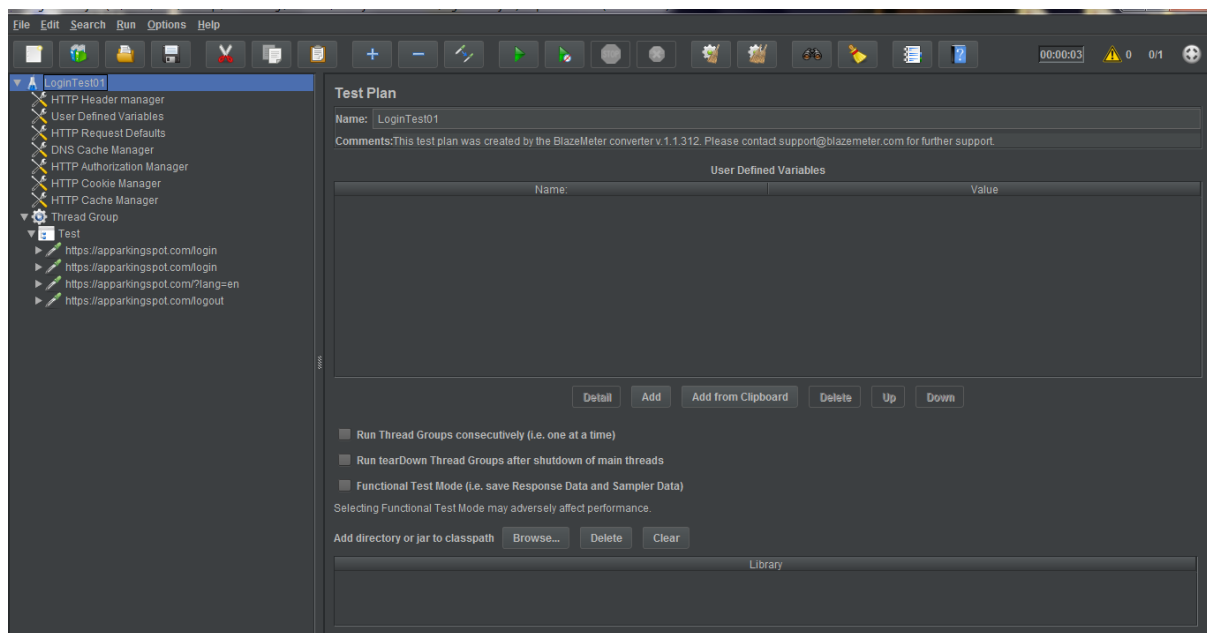 File Edit Search Run Options Help
00:00:03 0 0/1
LoginTest01
HTTP Header manager
User Defined Variables
HTTP Request Defaults
DNS Cache Manager
HTTP Authorization Manager
HTTP Cookie Manager
HTTP Cache Manager
Thread Group
Test
https://apparkingspot.com/login
https://apparkingspot.com/login
https://apparkingspot.com/?lang=en
https://apparkingspot.com/logout
Test Plan
Name: LoginTest01
Comments:This test plan was created by the BlazeMeter converter v.1.1.312. Please contact support@blazemeter.com for further support.
User Defined Variables
Name: Value
Detail Add Add from Clipboard Delete Up Down
Run Thread Groups consecutively (i.e. one at a time)
Run tearDown Thread Groups after shutdown of main threads
Functional Test Mode (i.e. save Response Data and Sampler Data)
Selecting Functional Test Mode may adversely affect performance.
Add directory or jar to classpath Browse... Delete Clear
Library